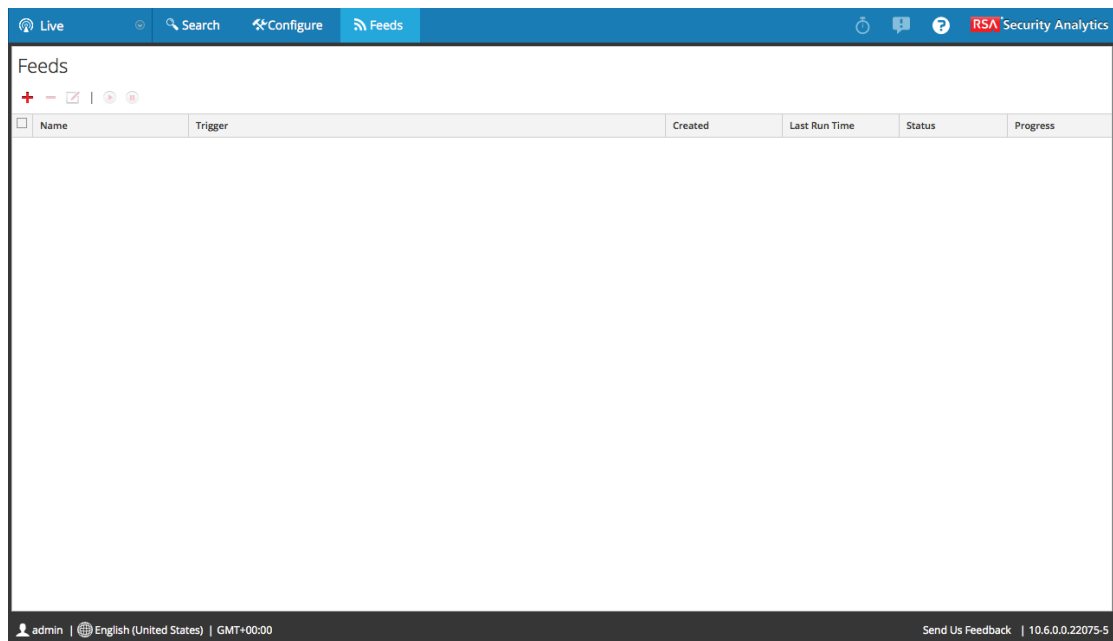 Live Search Configure Feeds RSA Security Analytics
Feeds
Name Trigger Created Last Run Time Status Progress
admin | English (United States) | GMT+00:00 Send Us Feedback | 10.6.0.0.22075-5